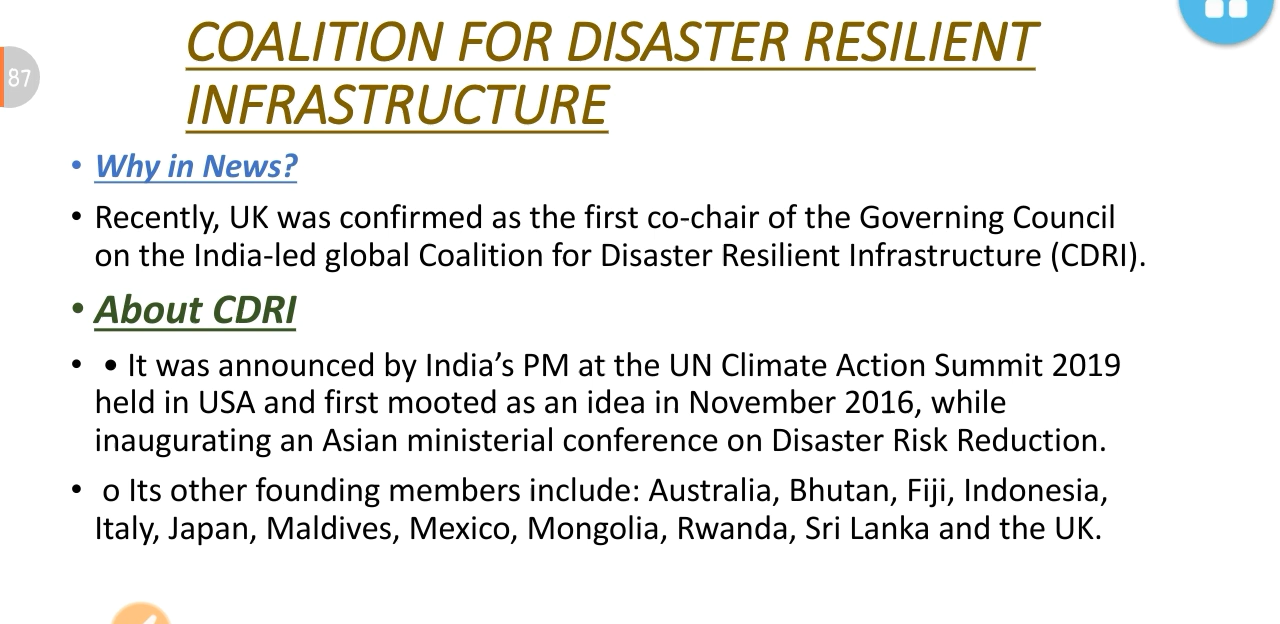 COALITION FOR DISASTER RESILIENT
INFRASTRUCTURE
87
• Why in News?
• Recently, UK was confirmed as the first co-chair of the Governing Council
on the India-led global Coalition for Disaster Resilient Infrastructure (CDRI).
• About CDRI
• • It was announced by India’s PM at the UN Climate Action Summit 2019
held in USA and first mooted as an idea in November 2016, while
inaugurating an Asian ministerial conference on Disaster Risk Reduction.
• o Its other founding members include: Australia, Bhutan, Fiji, Indonesia,
Italy, Japan, Maldives, Mexico, Mongolia, Rwanda, Sri Lanka and the UK.